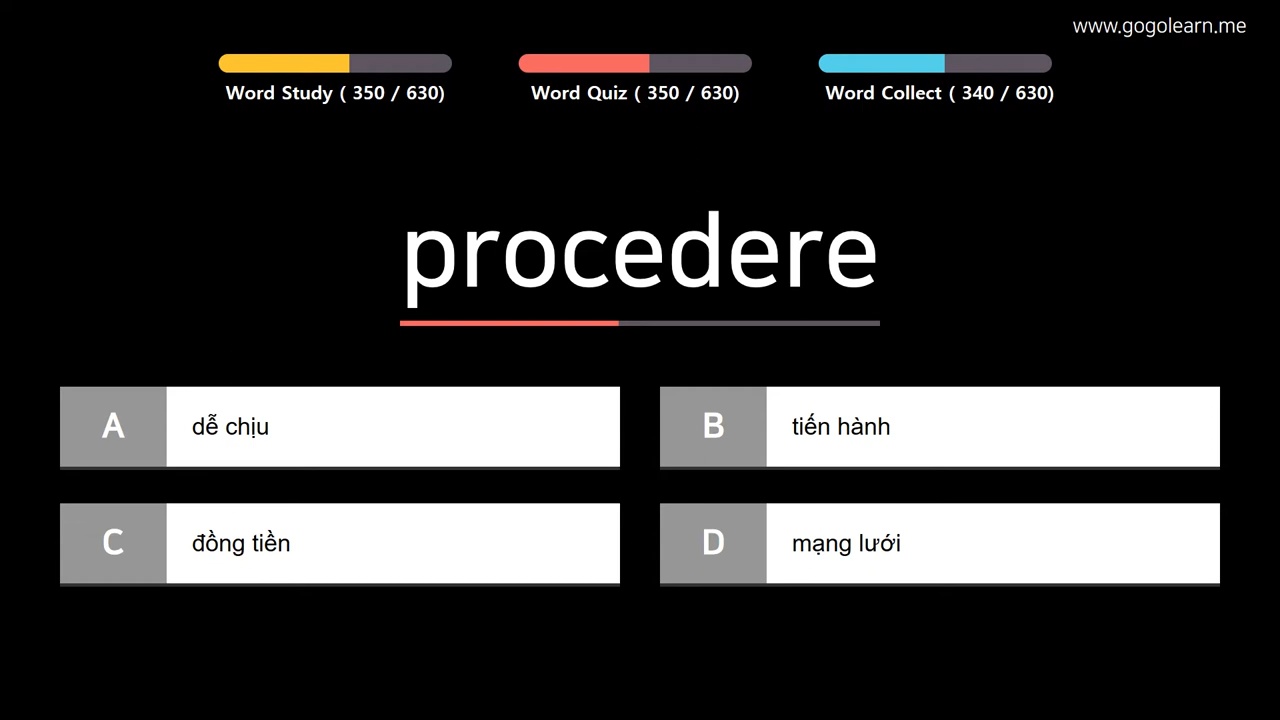 www.gogolearn.me
Word Study ( 350 / 630)
Word Quiz ( 350 / 630)
Word Collect ( 340 / 630)
procedere
A dễ chịu
B tiến hành
C đồng tiền
D mạng lưới